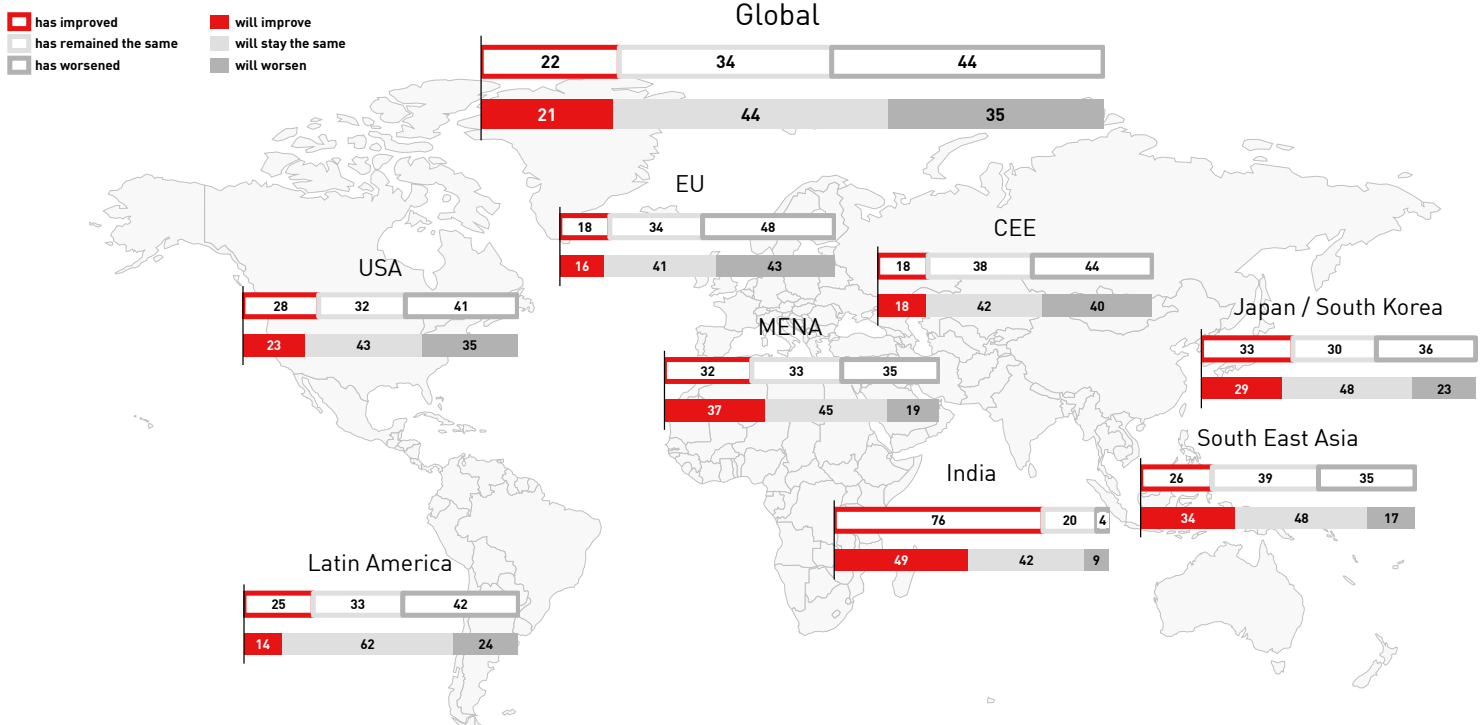 has improved
has remained the same
has worsened
will improve
will stay the same
will worsen
Global
22 34 44
21 44 35
EU
18 34 48
16 41 43
CEE
18 38 44
18 42 40
USA
28 32 41
23 43 35
MENA
32 33 35
37 45 19
Japan / South Korea
33 30 36
29 48 23
South East Asia
26 39 35
34 48 17
India
76 20 4
49 42 9
Latin America
25 33 42
14 62 24